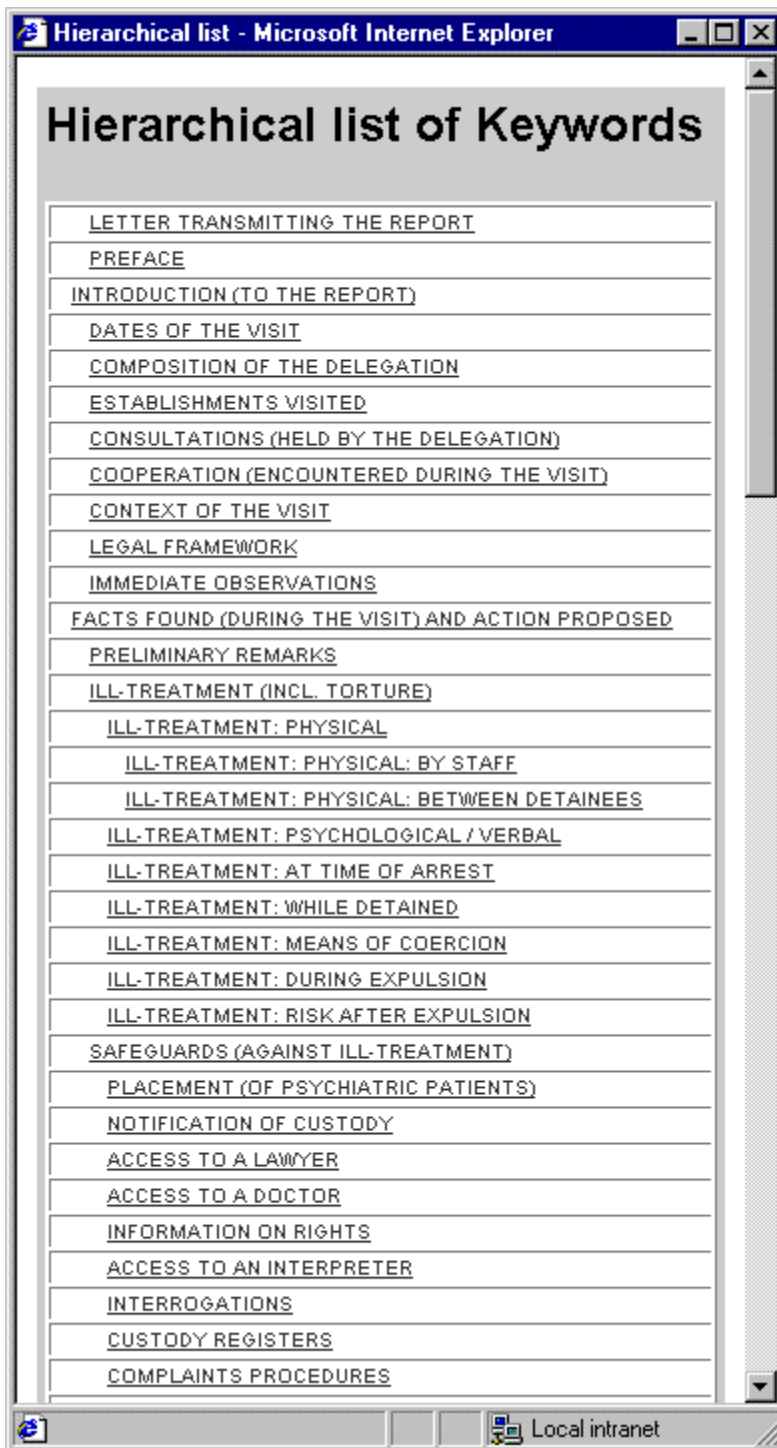 Hierarchical list - Microsoft Internet Explorer
Hierarchical list of Keywords
LETTER TRANSMITTING THE REPORT
PREFACE
INTRODUCTION (TO THE REPORT)
DATES OF THE VISIT
COMPOSITION OF THE DELEGATION
ESTABLISHMENTS VISITED
CONSULTATIONS (HELD BY THE DELEGATION)
COOPERATION (ENCOUNTERED DURING THE VISIT)
CONTEXT OF THE VISIT
LEGAL FRAMEWORK
IMMEDIATE OBSERVATIONS
FACTS FOUND (DURING THE VISIT) AND ACTION PROPOSED
PRELIMINARY REMARKS
ILL-TREATMENT (INCL. TORTURE)
ILL-TREATMENT: PHYSICAL
ILL-TREATMENT: PHYSICAL: BY STAFF
ILL-TREATMENT: PHYSICAL: BETWEEN DETAINEES
ILL-TREATMENT: PSYCHOLOGICAL / VERBAL
ILL-TREATMENT: AT TIME OF ARREST
ILL-TREATMENT: WHILE DETAINED
ILL-TREATMENT: MEANS OF COERCION
ILL-TREATMENT: DURING EXPULSION
ILL-TREATMENT: RISK AFTER EXPULSION
SAFEGUARDS (AGAINST ILL-TREATMENT)
PLACEMENT (OF PSYCHIATRIC PATIENTS)
NOTIFICATION OF CUSTODY
ACCESS TO A LAWYER
ACCESS TO A DOCTOR
INFORMATION ON RIGHTS
ACCESS TO AN INTERPRETER
INTERROGATIONS
CUSTODY REGISTERS
COMPLAINTS PROCEDURES
Local intranet